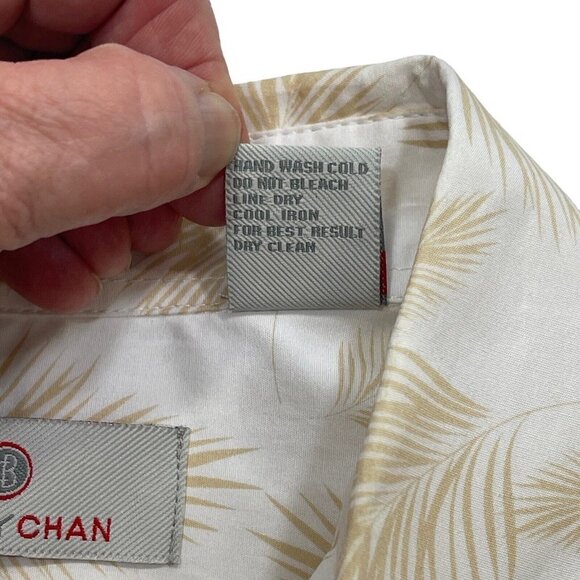 HAND WASH COLD
DO NOT BLEACH
LINE DRY
COOL IRON
FOR BEST RESULT
DRY CLEAN
B
Y CHAN